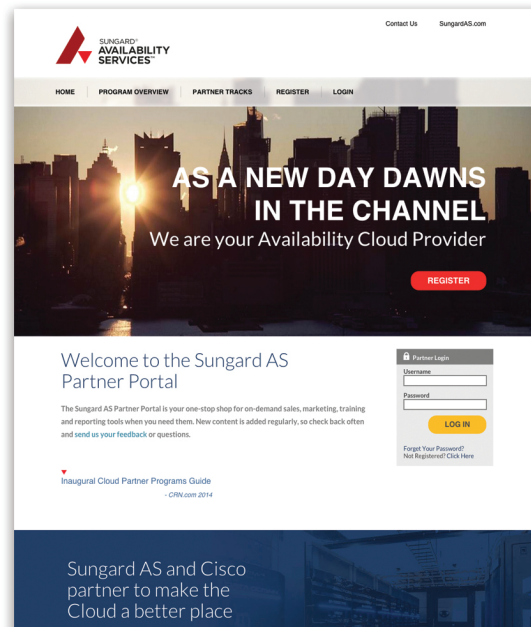 Contact Us
SungardAS.com
SUNGARD®
AVAILABILITY
SERVICES™
HOME
PROGRAM OVERVIEW
PARTNER TRACKS
REGISTER
LOGIN
AS A NEW DAY DAWNS
IN THE CHANNEL
We are your Availability Cloud Provider
REGISTER
Welcome to the Sungard AS
Partner Portal
The Sungard AS Partner Portal is your one-stop shop for on-demand sales, marketing, training
and reporting tools when you need them. New content is added regularly, so check back often
and send us your feedback or questions.
Inaugural Cloud Partner Programs Guide
- CRN.com 2014
Partner Login
Username
Password
LOG IN
Forget Your Password?
Not Registered? Click Here
Sungard AS and Cisco
partner to make the
Cloud a better place